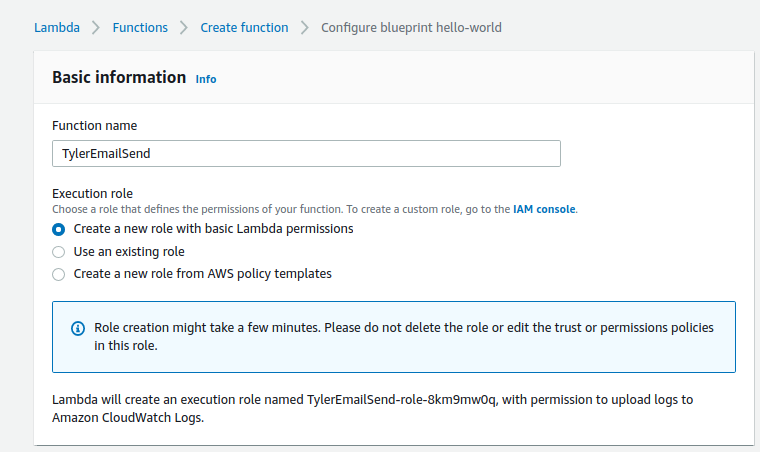 Lambda > Functions > Create function > Configure blueprint hello-world
Basic information Info
Function name
TylerEmailSend
Execution role
Choose a role that defines the permissions of your function. To create a custom role, go to the IAM console.
Create a new role with basic Lambda permissions
Use an existing role
Create a new role from AWS policy templates
Role creation might take a few minutes. Please do not delete the role or edit the trust or permissions policies
in this role.
Lambda will create an execution role named TylerEmailSend-role-8km9mw0q, with permission to upload logs to
Amazon CloudWatch Logs.